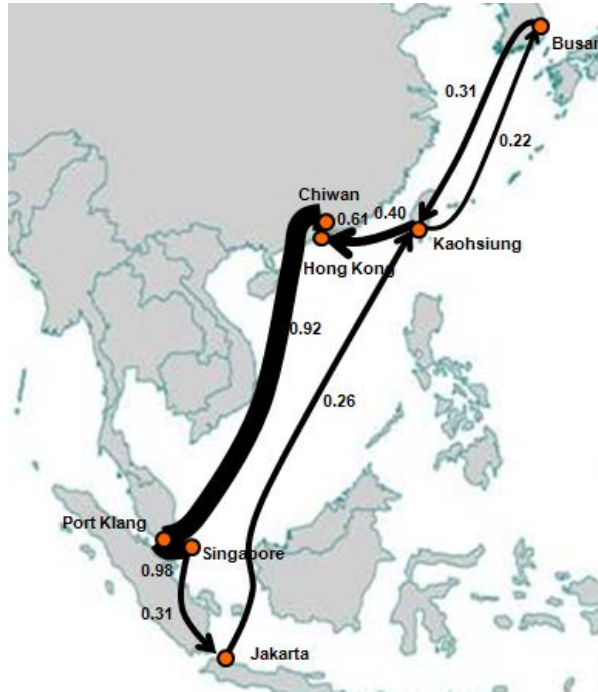 Busan
0.31
0.22
Chiwan
0.61
0.40
Kaohsiung
Hong Kong
0.92
0.26
Port Klang
Singapore
0.98
0.31
Jakarta